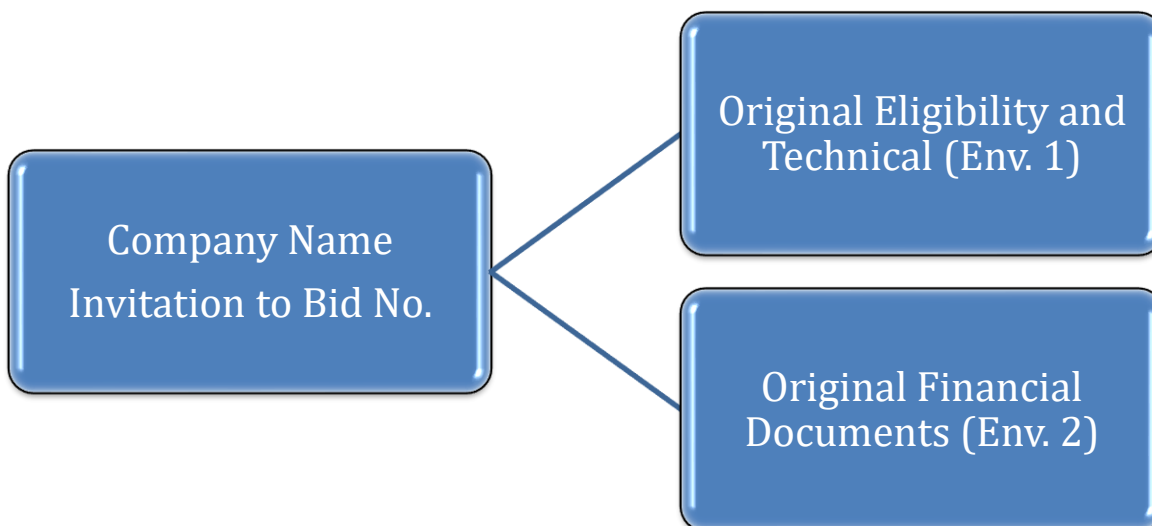 Company Name
Invitation to Bid No.
Original Eligibility and
Technical (Env. 1)
Original Financial
Documents (Env. 2)